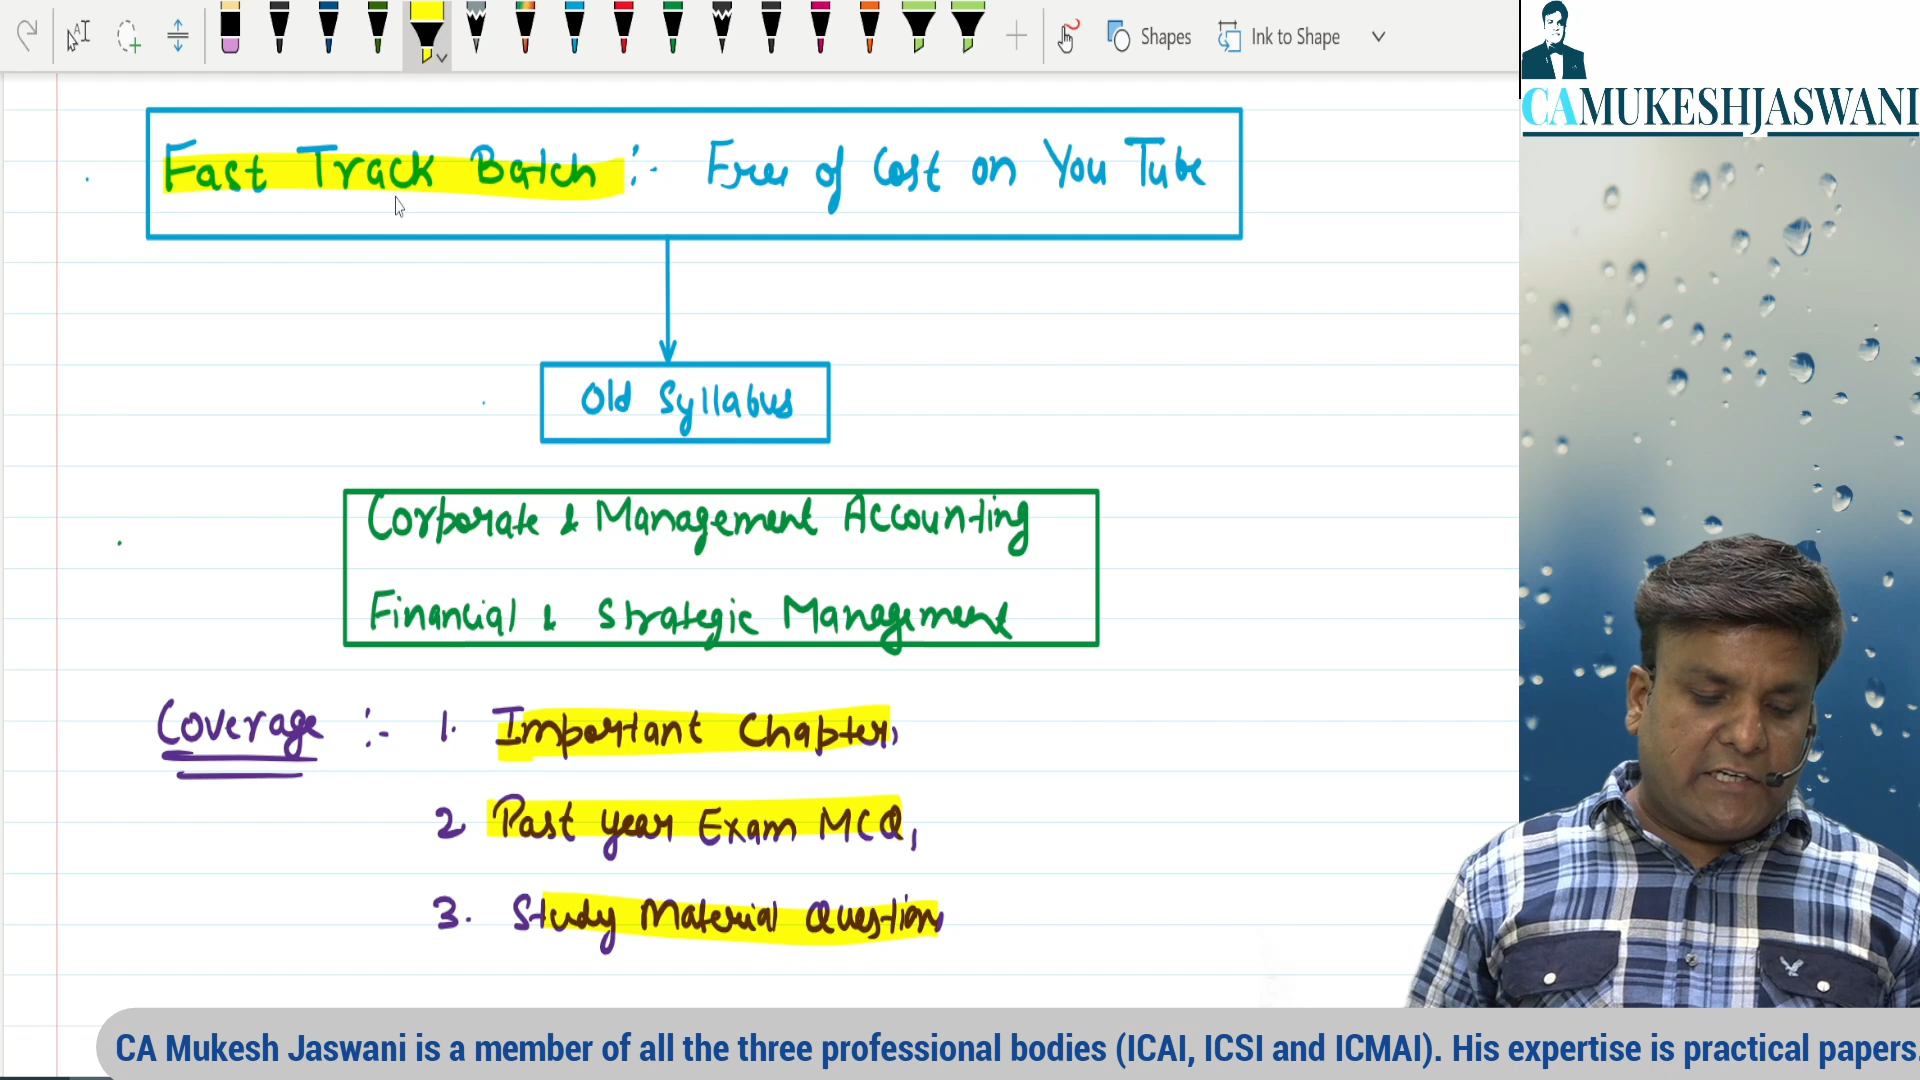 Shapes
Ink to Shape
CAMUKESHJASWANI
Fast Track Batch :- Free of Cost on You Tube
Old Syllabus
Corporate & Management Accounting
Financial & Strategic Management
Coverage :- 1. Important Chapter,
2 Past year Exam MCQ,
3. Study Material Question,
CA Mukesh Jaswani is a member of all the three professional bodies (ICAI, ICSI and ICMAI). His expertise is practical papers.